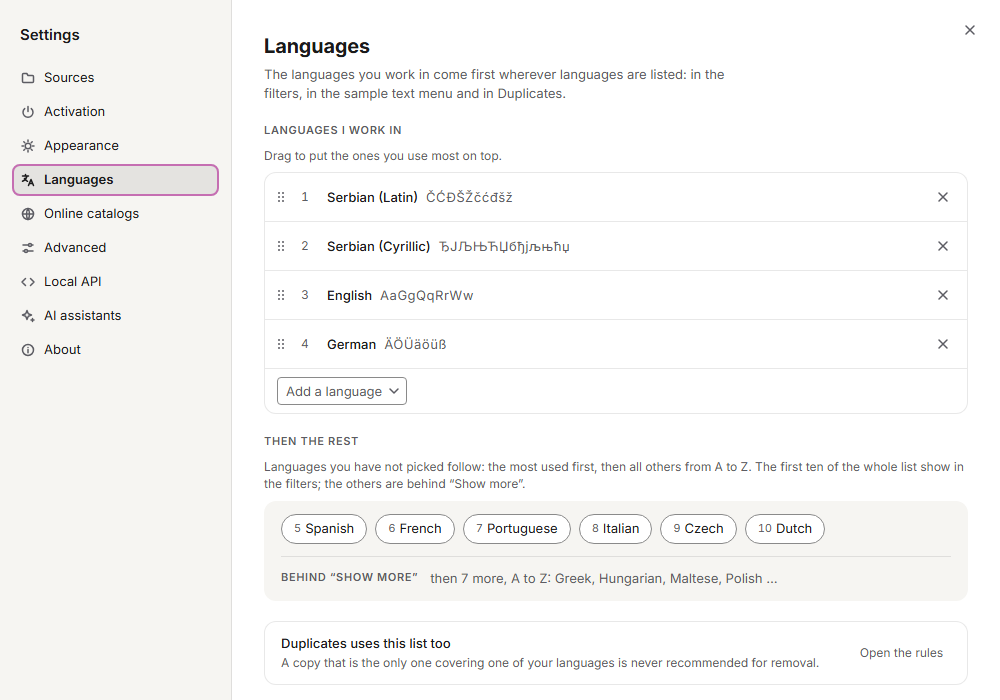 Settings
Sources
Activation
Appearance
Languages
Online catalogs
Advanced
Local API
AI assistants
About
Languages
The languages you work in come first wherever languages are listed: in the
filters, in the sample text menu and in Duplicates.
LANGUAGES I WORK IN
Drag to put the ones you use most on top.
1 Serbian (Latin) ČĆĐŠŽčćđšž
2 Serbian (Cyrillic) ЂЈЉЊЋЏбђјљњћџ
3 English AaGgQqRrWw
4 German ÄÖÜäöüß
Add a language
THEN THE REST
Languages you have not picked follow: the most used first, then all others from A to Z. The first ten of the whole list show in
the filters; the others are behind “Show more”.
5 Spanish 6 French 7 Portuguese 8 Italian 9 Czech 10 Dutch
BEHIND “SHOW MORE” then 7 more, A to Z: Greek, Hungarian, Maltese, Polish ...
Duplicates uses this list too
A copy that is the only one covering one of your languages is never recommended for removal.
Open the rules